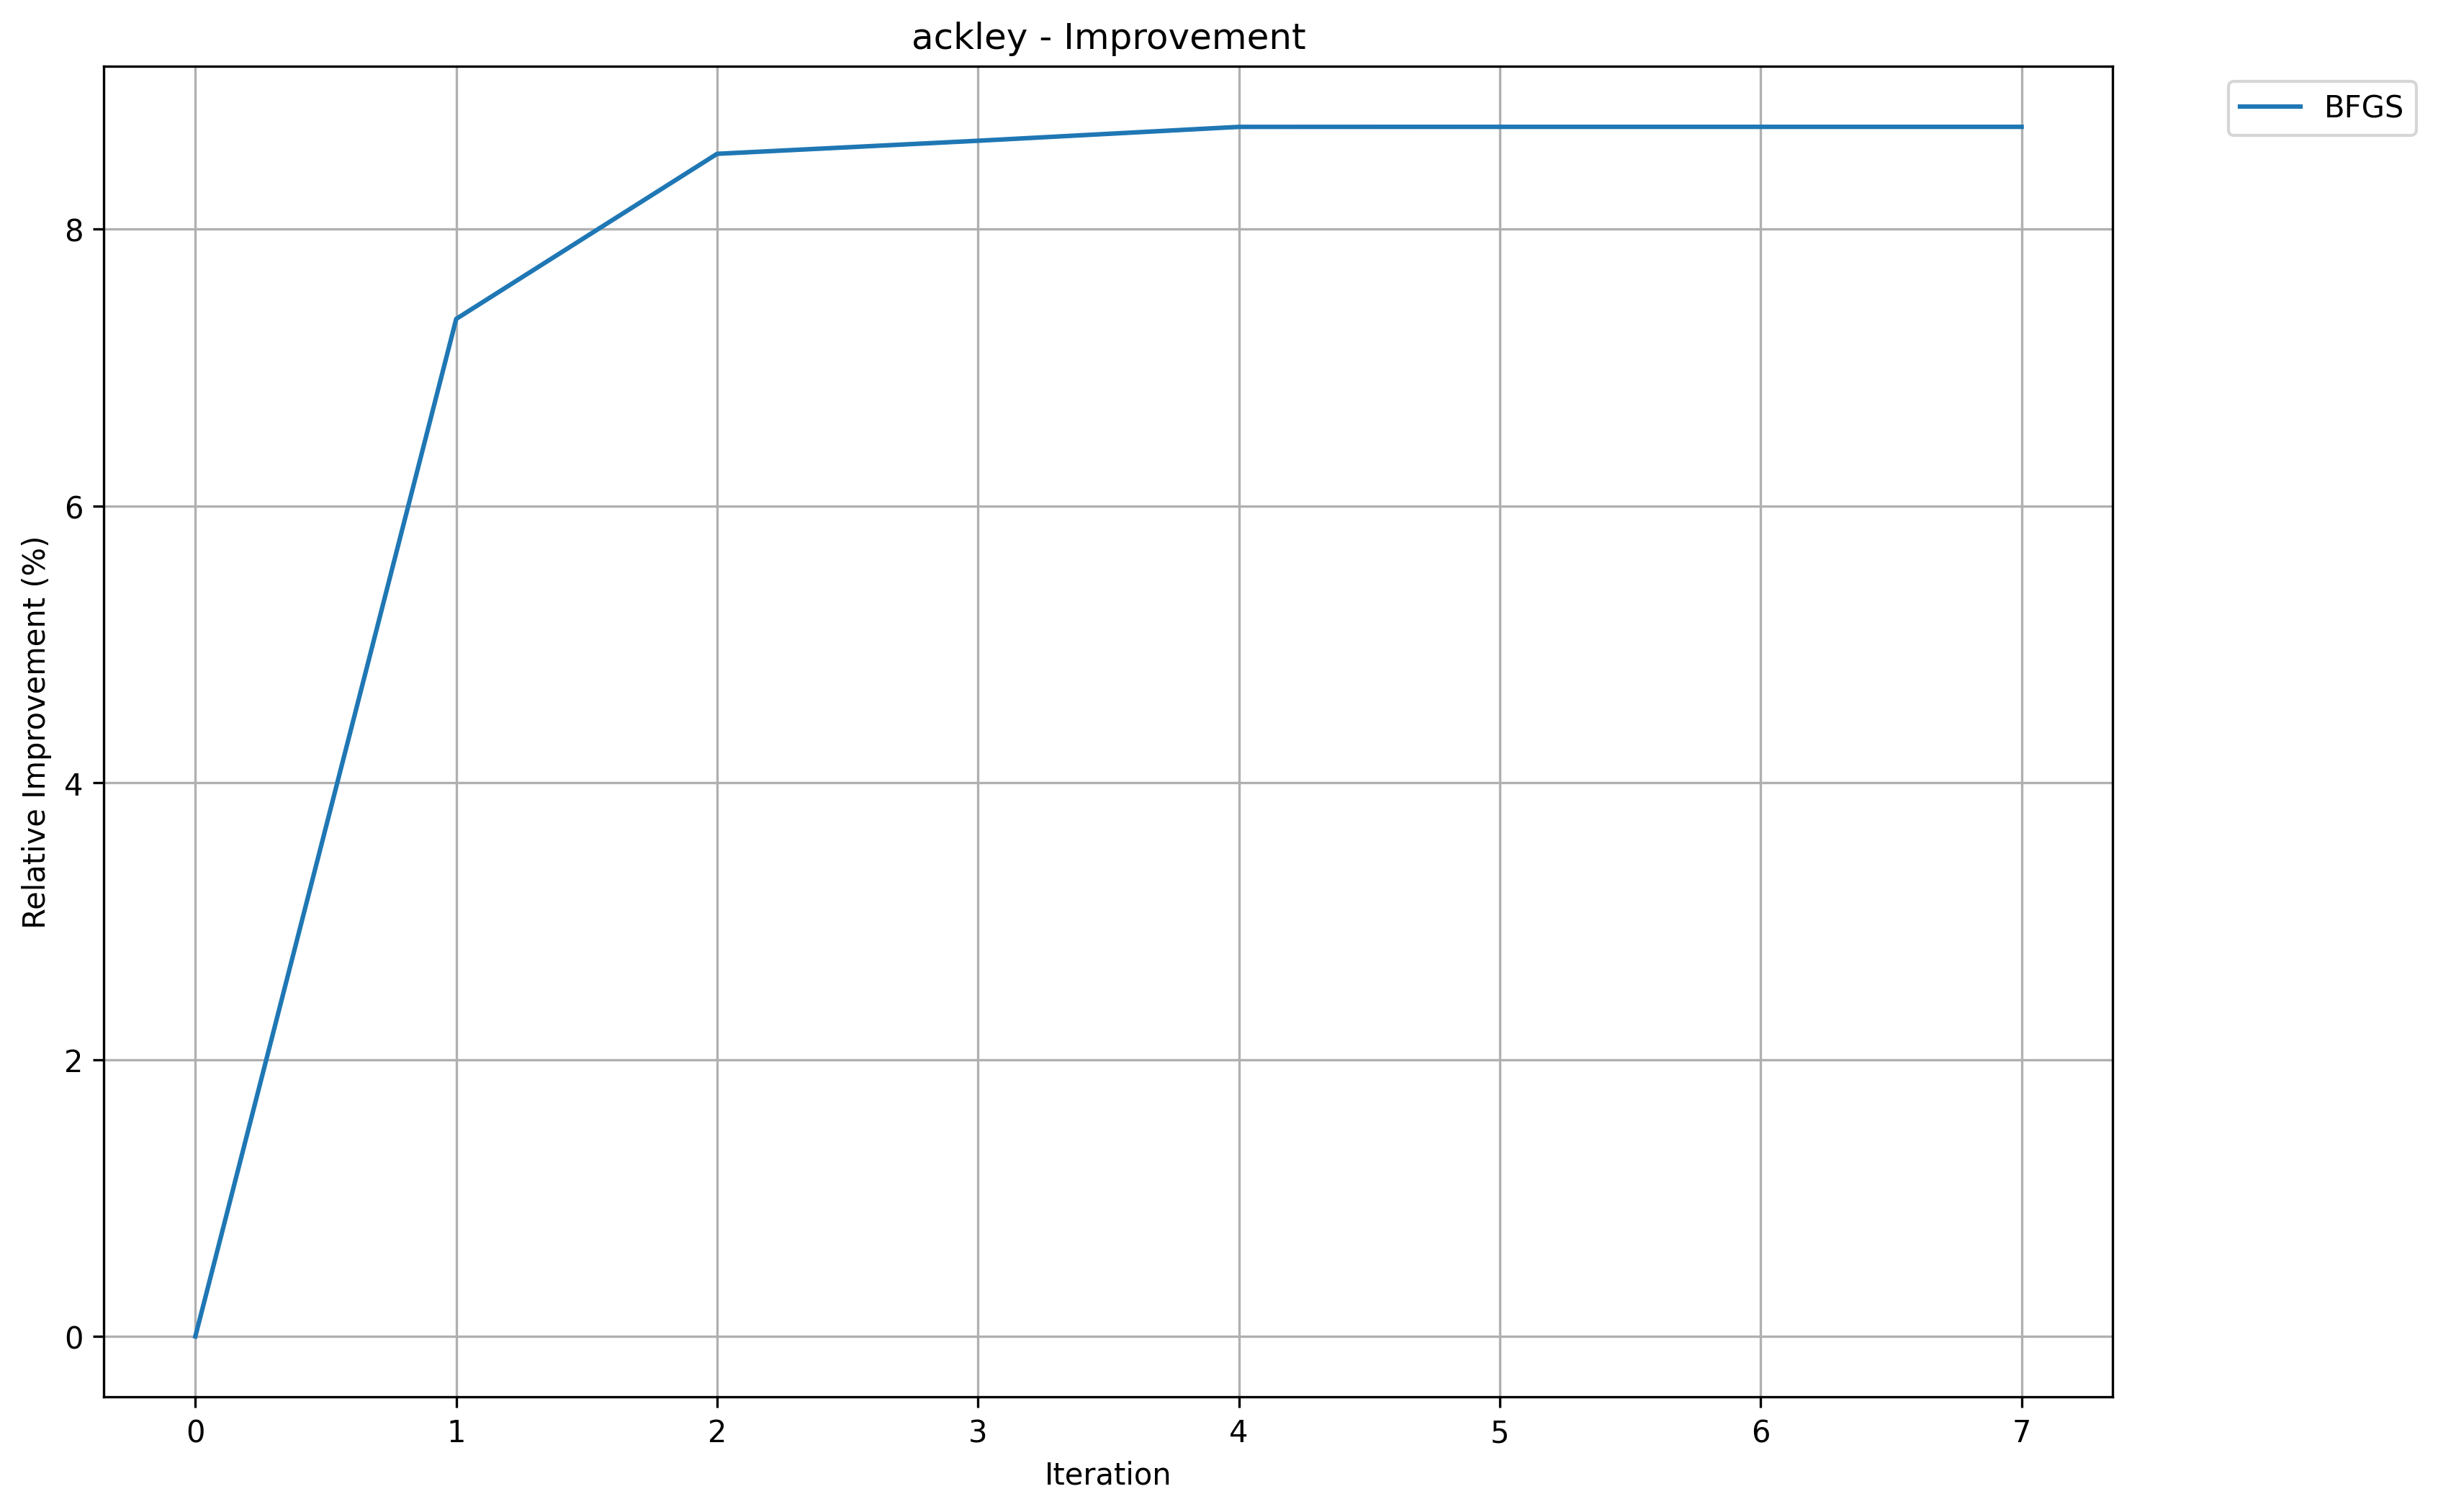 ackley - Improvement
BFGS
Relative Improvement (%)
8
6
4
2
0
0 1 2 3 4 5 6 7
Iteration